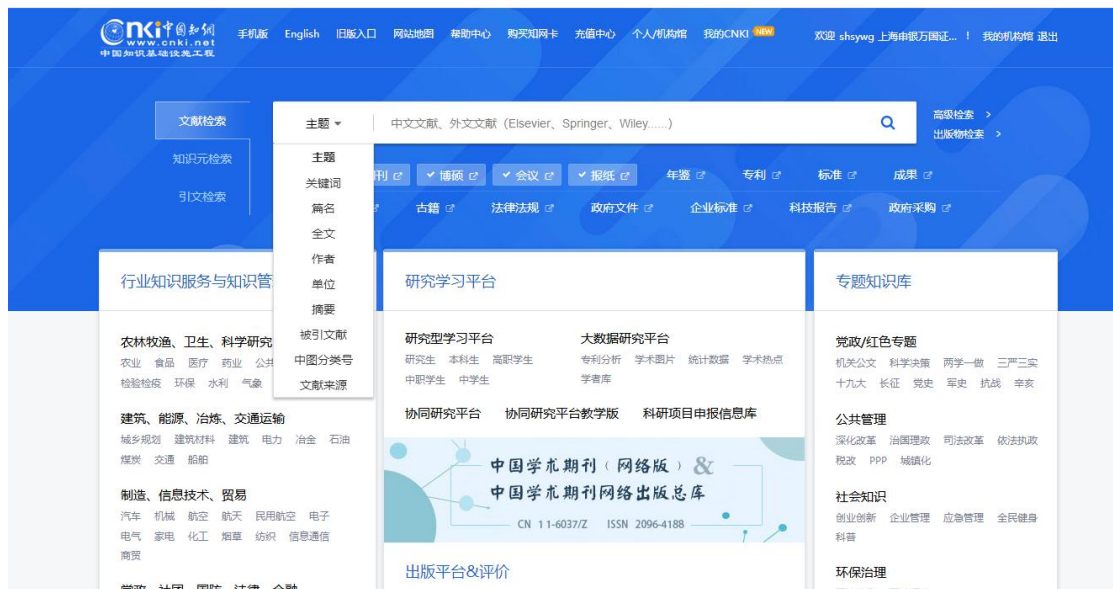 cnki中国知网
www.cnki.net
中国知识基础设施工程
手机版 English 旧版入口 网站地图 帮助中心 购买知网卡 充值中心 个人/机构馆 我的CNKI NEW
欢迎 shsywg 上海申银万国证... ! 我的机构馆 退出
文献检索
知识元检索
引文检索
主题 中文文献、外文文献 (Elsevier、Springer、Wiley......)
高级检索 >
出版物检索 >
主题
关键词
篇名
全文
作者
单位
摘要
被引文献
中图分类号
文献来源
刊 博硕 会议 报纸 年鉴 专利 标准 成果
古籍 法律法规 政府文件 企业标准 科技报告 政府采购
行业知识服务与知识管
农林牧渔、卫生、科学研究
农业 食品 医疗 药业 公共
检验检疫 环保 水利 气象
建筑、能源、冶炼、交通运输
城乡规划 建筑材料 建筑 电力 冶金 石油
煤炭 交通 船舶
制造、信息技术、贸易
汽车 机械 航空 航天 民用航空 电子
电气 家电 化工 烟草 纺织 信息通信
商贸
党政、社团、国防、法律、金融
研究学习平台
研究型学习平台
研究生 本科生 高职学生
中职学生 中学生
大数据研究平台
专利分析 学术图片 统计数据 学术热点
学者库
协同研究平台 协同研究平台教学版 科研项目申报信息库
中国学术期刊(网络版) &
中国学术期刊网络出版总库
CN 11-6037/Z ISSN 2096-4188
出版平台&评价
专题知识库
党政/红色专题
机关公文 科学决策 两学一做 三严三实
十九大 长征 党史 军史 抗战 辛亥
公共管理
深化改革 治国理政 司法改革 依法执政
税改 PPP 城镇化
社会知识
创业创新 企业管理 应急管理 全民健身
科普
环保治理